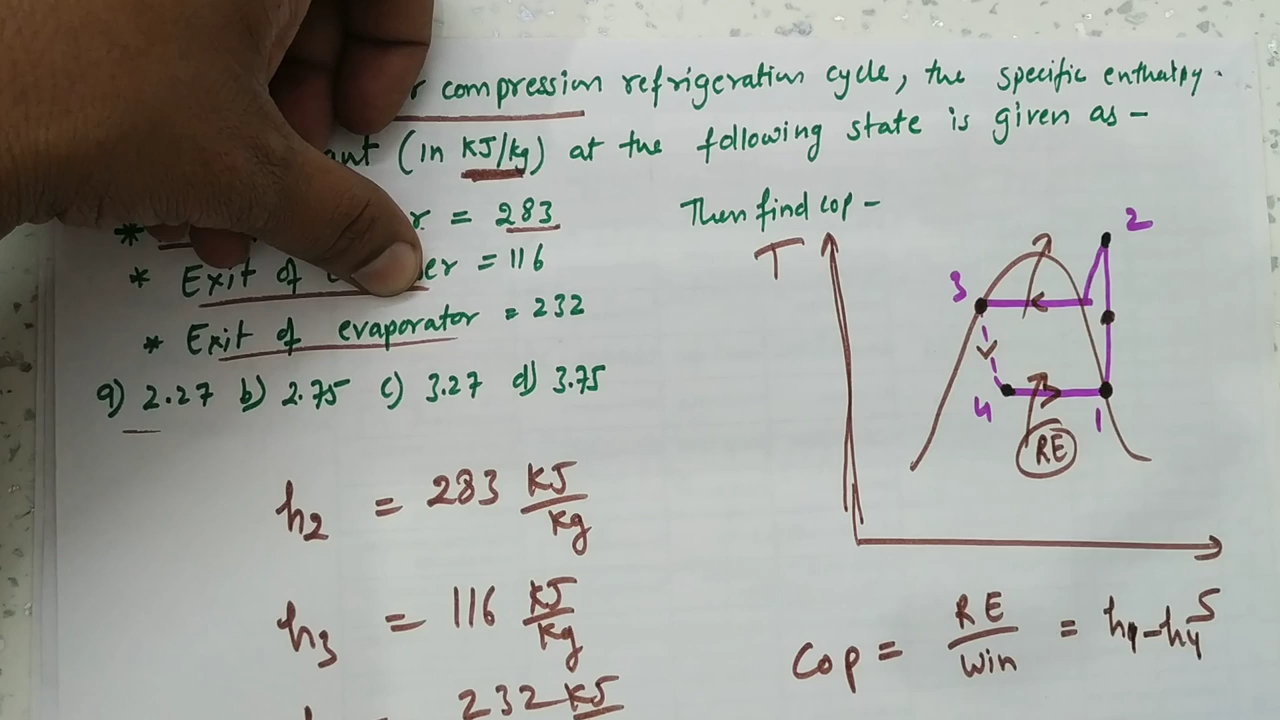 compression refrigeration cycle, the specific enthalpy.
(in KJ/kg) at the following state is given as -
* = 283 Then find cop -
* Exit of = 116
* Exit of evaporator = 232
a) 2.27 b) 2.75 c) 3.27 d) 3.75
T
2
3
4
1
RE
h2 = 283 KJ/kg
h3 = 116 KJ/kg
= 232 KJ
S
Cop = RE/Win = h1-h4